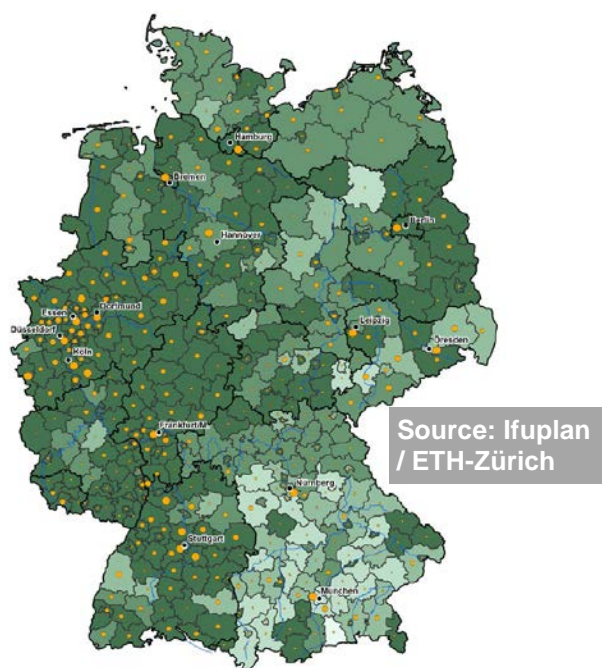 Hamburg
Bremen
Berlin
Hannover
Essen
Dortmund
Düsseldorf
Köln
Leipzig
Dresden
Frankfurt/M.
Source: Ifuplan
/ ETH-Zürich
Nürnberg
Stuttgart
München